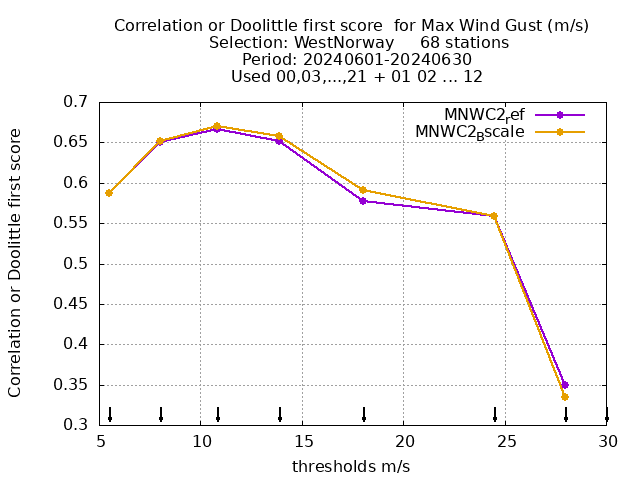 Correlation or Doolittle first score  for Max Wind Gust (m/s)
Selection: WestNorway     68 stations
Period: 20240601-20240630
Used 00,03,...,21 + 01 02 ... 12
MNWC2ref
MNWC2Bscale
Correlation or Doolittle first score
0.7
0.65
0.6
0.55
0.5
0.45
0.4
0.35
0.3
5 10 15 20 25 30
thresholds m/s